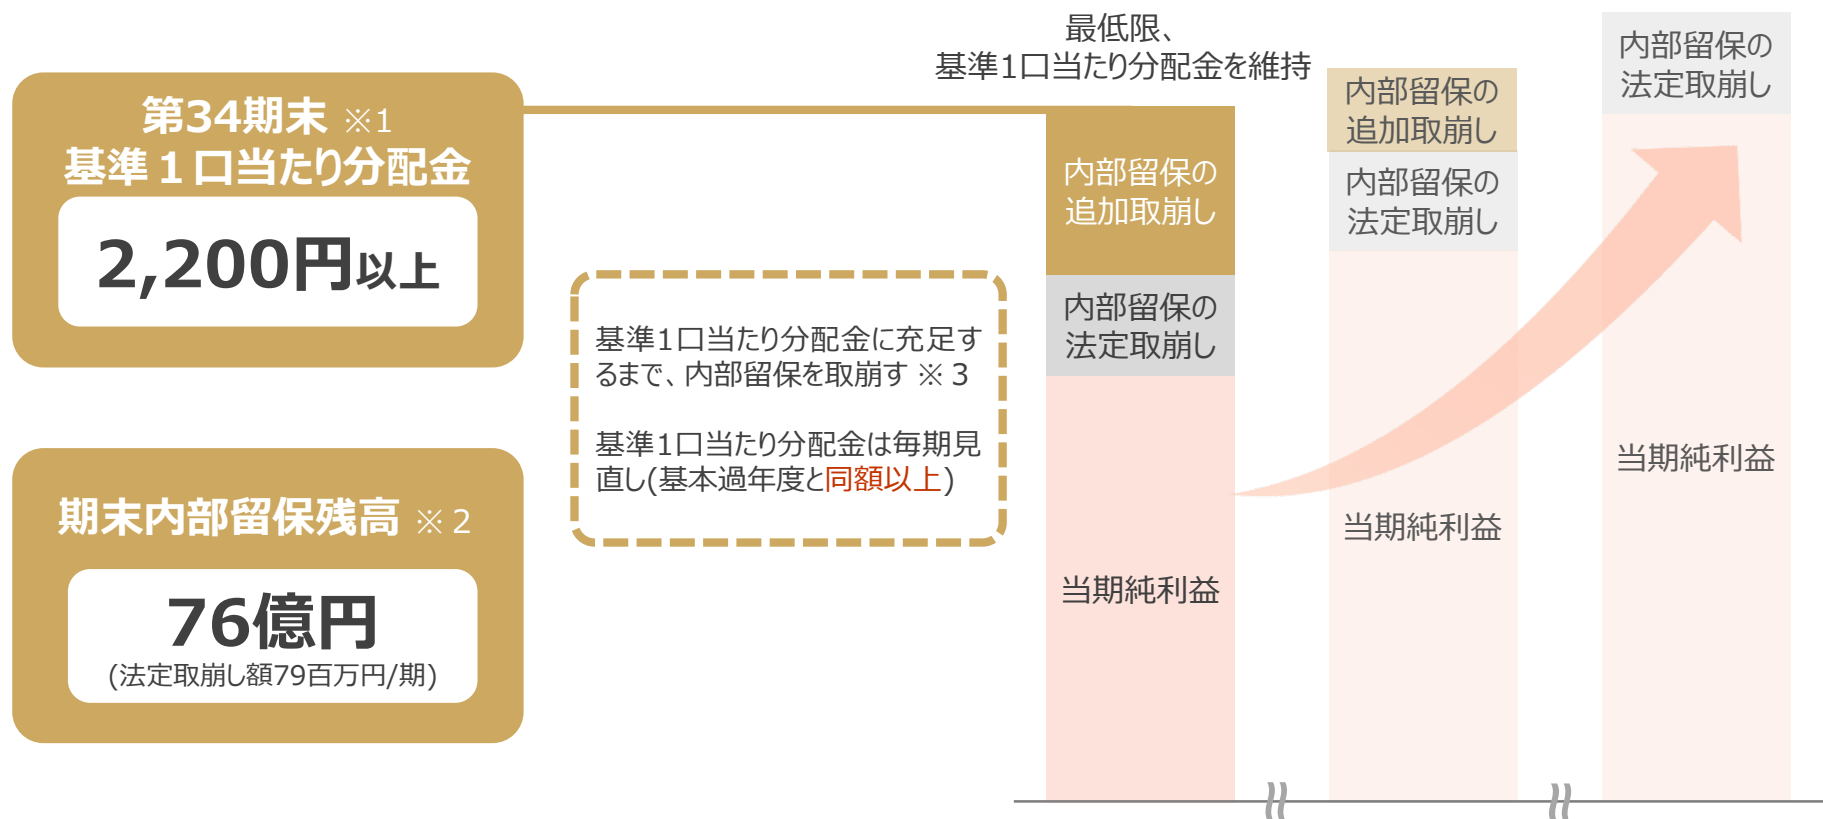 第34期末 ※1
基準１口当たり分配金
2,200円以上
期末内部留保残高 ※２
76億円
(法定取崩し額79百万円/期)
基準1口当たり分配金に充足す
るまで、内部留保を取崩す ※３
基準1口当たり分配金は毎期見
直し(基本過年度と同額以上)
最低限、
基準1口当たり分配金を維持
内部留保の
追加取崩し
内部留保の
法定取崩し
当期純利益
内部留保の
追加取崩し
内部留保の
法定取崩し
当期純利益
内部留保の
法定取崩し
当期純利益